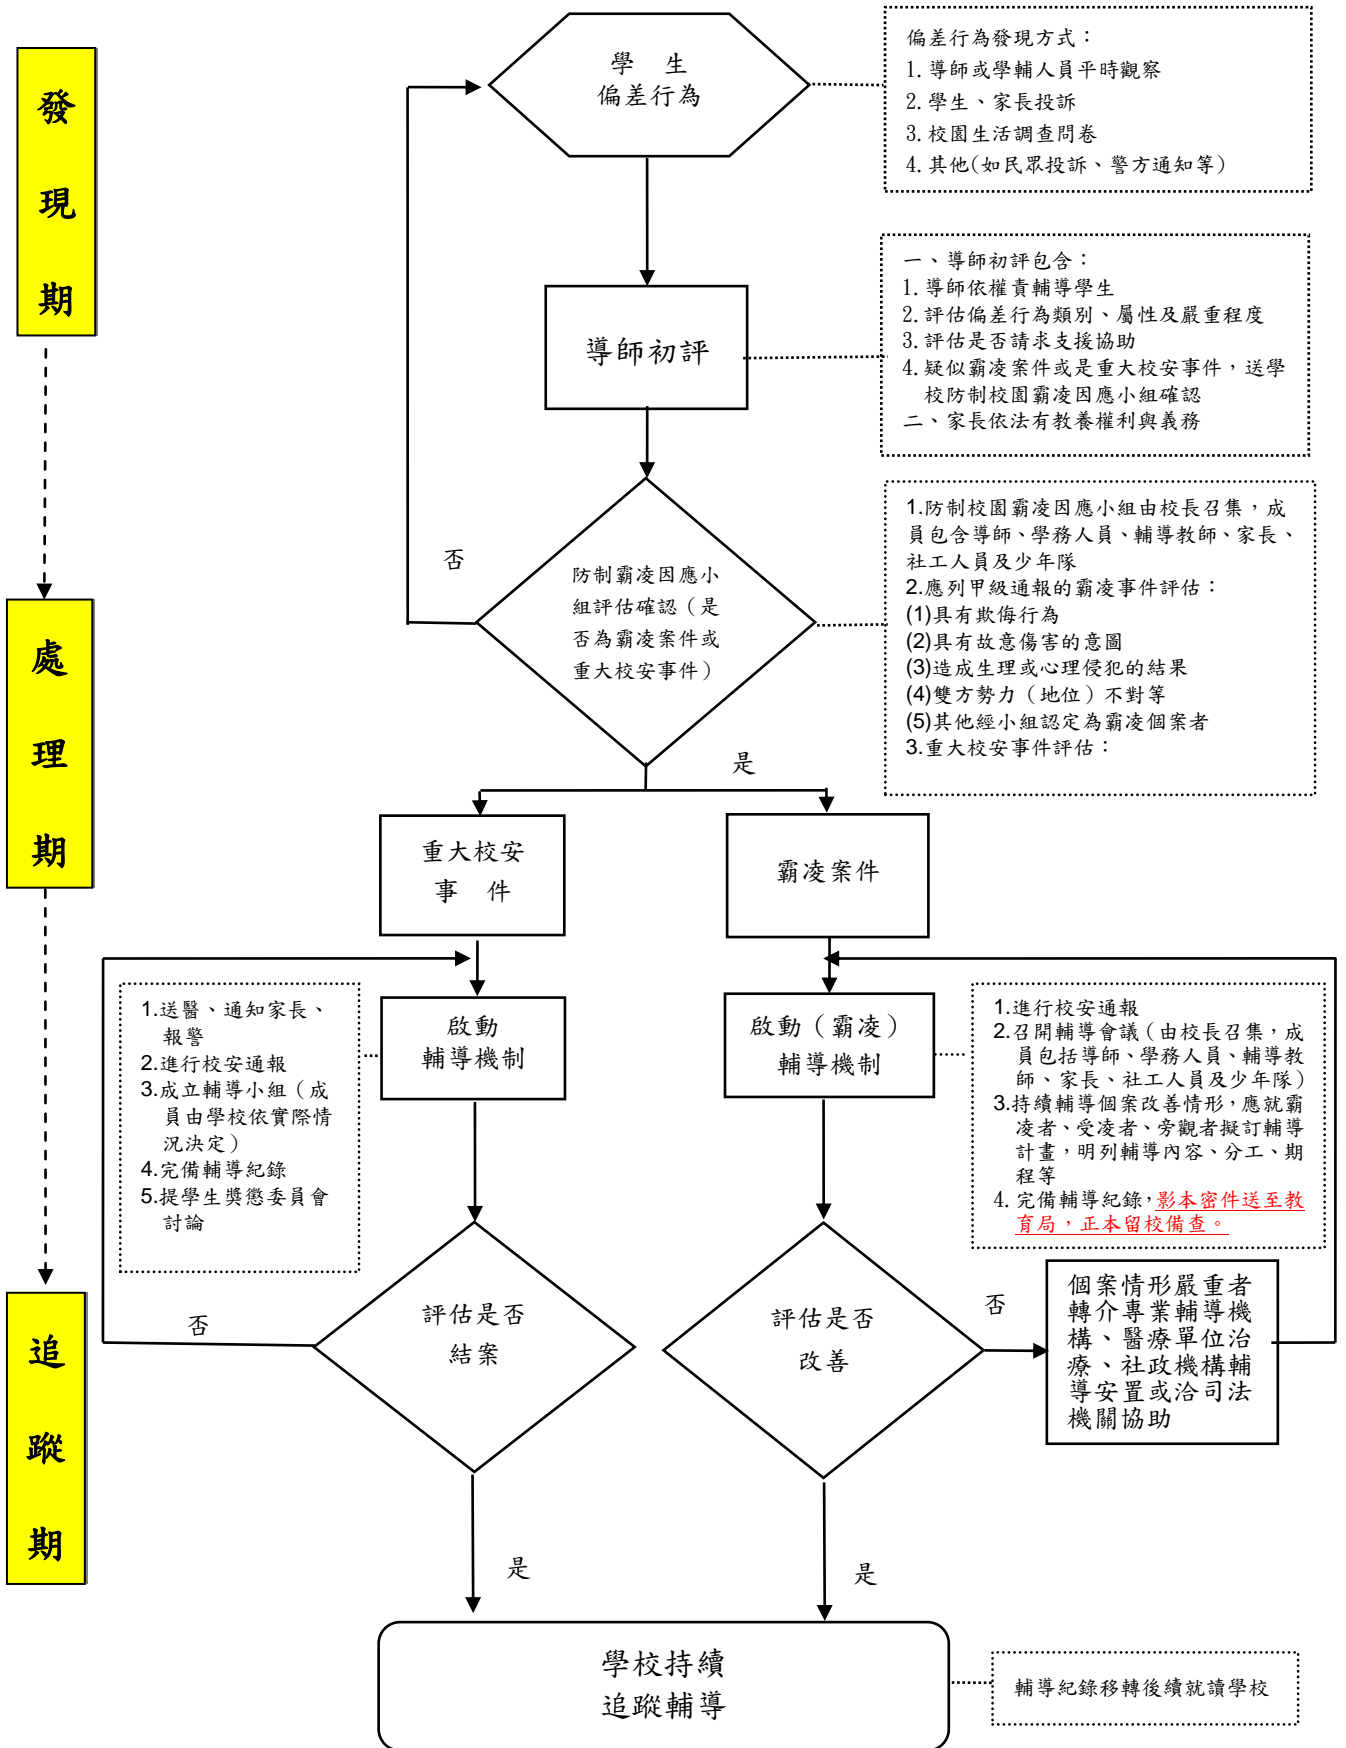 發
現
期
學 生
偏差行為
偏差行為發現方式：
1.導師或學輔人員平時觀察
2.學生、家長投訴
3.校園生活調查問卷
4.其他(如民眾投訴、警方通知等)
導師初評
一、導師初評包含：
1.導師依權責輔導學生
2.評估偏差行為類別、屬性及嚴重程度
3.評估是否請求支援協助
4.疑似霸凌案件或是重大校安事件，送學
校防制校園霸凌因應小組確認
二、家長依法有教養權利與義務
處
理
期
否
防制霸凌因應小
組評估確認（是
否為霸凌案件或
重大校安事件）
是
1.防制校園霸凌因應小組由校長召集，成
員包含導師、學務人員、輔導教師、家長、
社工人員及少年隊
2.應列甲級通報的霸凌事件評估：
(1)具有欺侮行為
(2)具有故意傷害的意圖
(3)造成生理或心理侵犯的結果
(4)雙方勢力（地位）不對等
(5)其他經小組認定為霸凌個案者
3.重大校安事件評估：
重大校安
事 件
霸凌案件
1.送醫、通知家長、
報警
2.進行校安通報
3.成立輔導小組（成
員由學校依實際情
況決定）
4.完備輔導紀錄
5.提學生獎懲委員會
討論
啟動
輔導機制
啟動（霸凌）
輔導機制
1.進行校安通報
2.召開輔導會議（由校長召集，成
員包括導師、學務人員、輔導教
師、家長、社工人員及少年隊）
3.持續輔導個案改善情形，應就霸
凌者、受凌者、旁觀者擬訂輔導
計畫，明列輔導內容、分工、期
程等
4.完備輔導紀錄，影本密件送至教
育局，正本留校備查。
追
蹤
期
否
評估是否
結案
是
評估是否
改善
否
是
個案情形嚴重者
轉介專業輔導機
構、醫療單位治
療、社政機構輔
導安置或洽司法
機關協助
學校持續
追蹤輔導
輔導紀錄移轉後續就讀學校